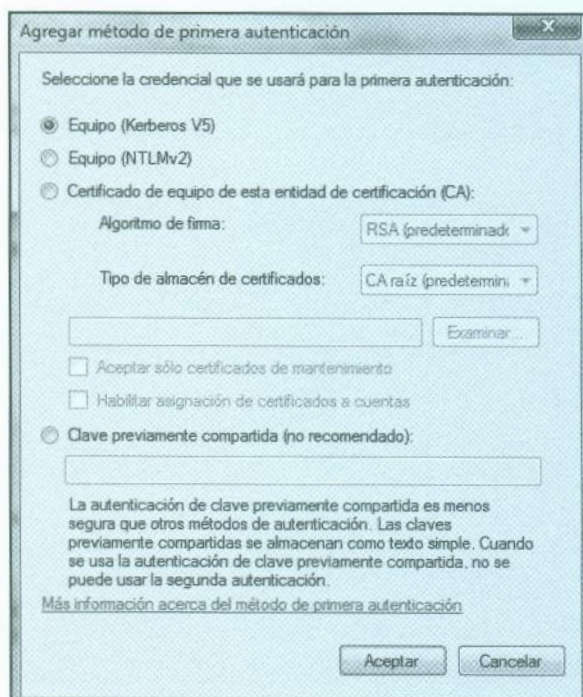 Agregar método de primera autenticación
Seleccione la credencial que se usará para la primera autenticación:
Equipo (Kerberos V5)
Equipo (NTLMv2)
Certificado de equipo de esta entidad de certificación (CA):
Algoritmo de firma:
RSA (predeterminado
Tipo de almacén de certificados:
CA raíz (predetermin
Examinar...
Aceptar sólo certificados de mantenimiento
Habilitar asignación de certificados a cuentas
Clave previamente compartida (no recomendado):
La autenticación de clave previamente compartida es menos
segura que otros métodos de autenticación. Las claves
previamente compartidas se almacenan como texto simple. Cuando
se usa la autenticación de clave previamente compartida, no se
puede usar la segunda autenticación.
Más información acerca del método de primera autenticación
Aceptar
Cancelar